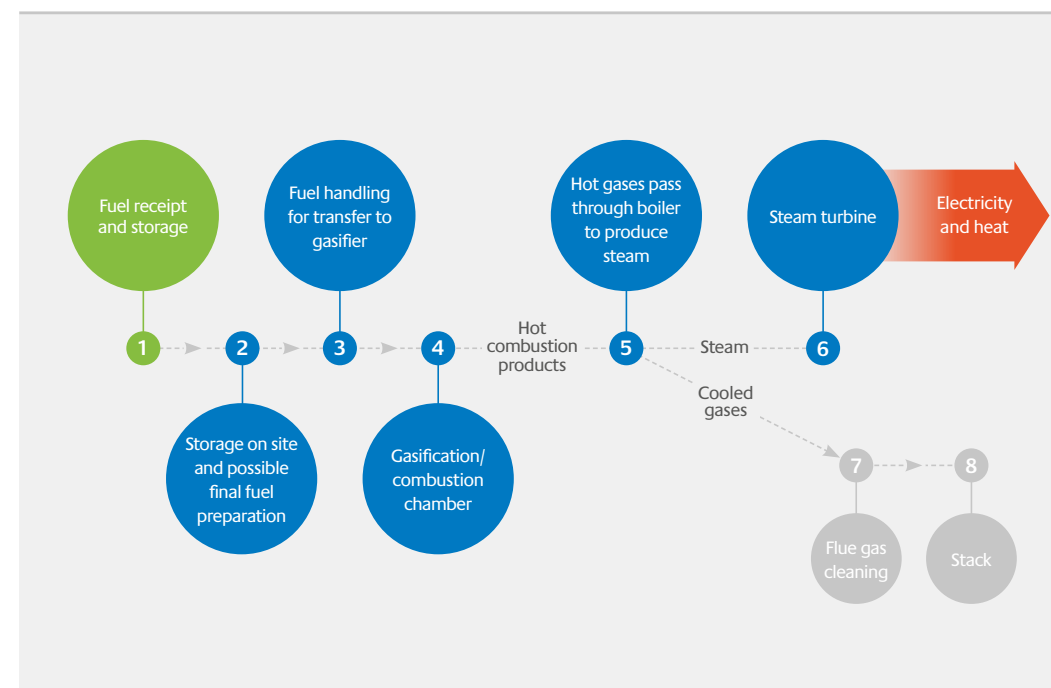 Fuel receipt
and storage
Fuel handling
for transfer to
gasifier
Hot gases pass
through boiler
to produce
steam
Steam turbine
Electricity
and heat
1
2
3
4
Hot
combustion
products
5
Steam
6
Cooled
gases
Storage on site
and possible
final fuel
preparation
Gasification/
combustion
chamber
7
8
Flue gas
cleaning
Stack